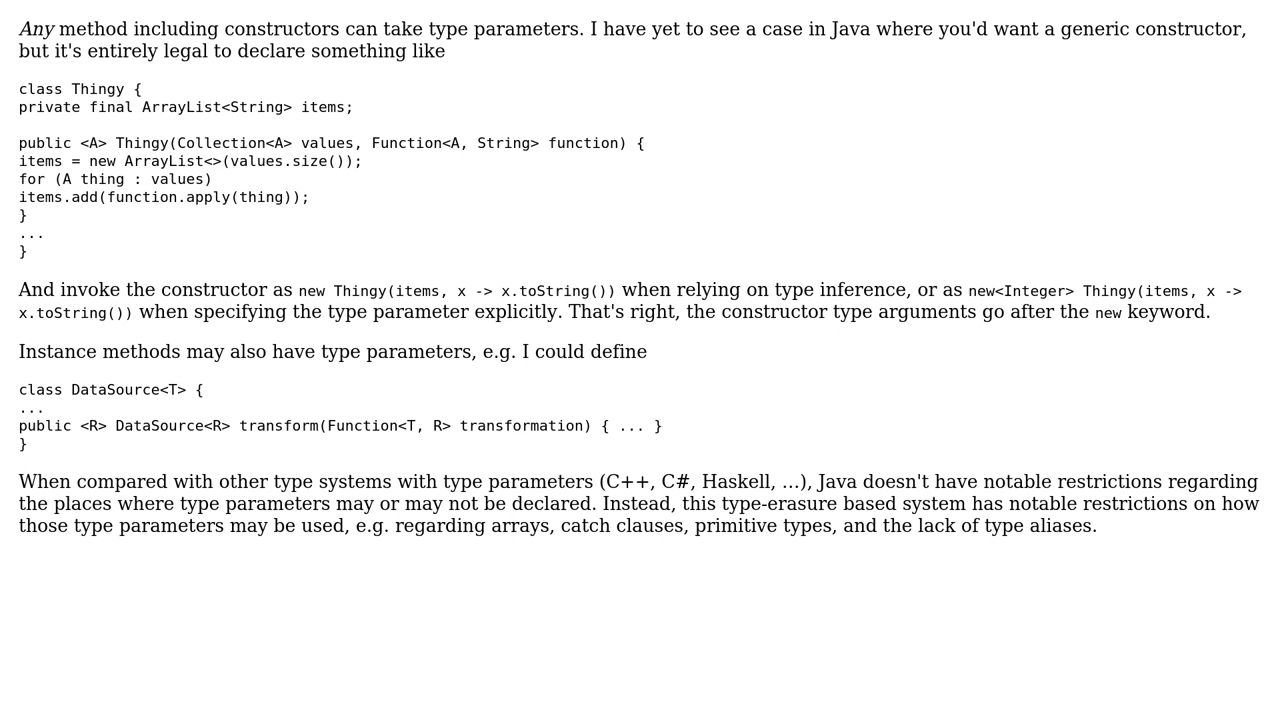 Any method including constructors can take type parameters. I have yet to see a case in Java where you'd want a generic constructor,
but it's entirely legal to declare something like
class Thingy {
private final ArrayList<String> items;
public <A> Thingy(Collection<A> values, Function<A, String> function) {
items = new ArrayList<>(values.size());
for (A thing : values)
items.add(function.apply(thing));
}
...
}
And invoke the constructor as new Thingy(items, x -> x.toString()) when relying on type inference, or as new<Integer> Thingy(items, x ->
x.toString()) when specifying the type parameter explicitly. That's right, the constructor type arguments go after the new keyword.
Instance methods may also have type parameters, e.g. I could define
class DataSource<T> {
...
public <R> DataSource<R> transform(Function<T, R> transformation) { ... }
}
When compared with other type systems with type parameters (C++, C#, Haskell, …), Java doesn't have notable restrictions regarding
the places where type parameters may or may not be declared. Instead, this type-erasure based system has notable restrictions on how
those type parameters may be used, e.g. regarding arrays, catch clauses, primitive types, and the lack of type aliases.